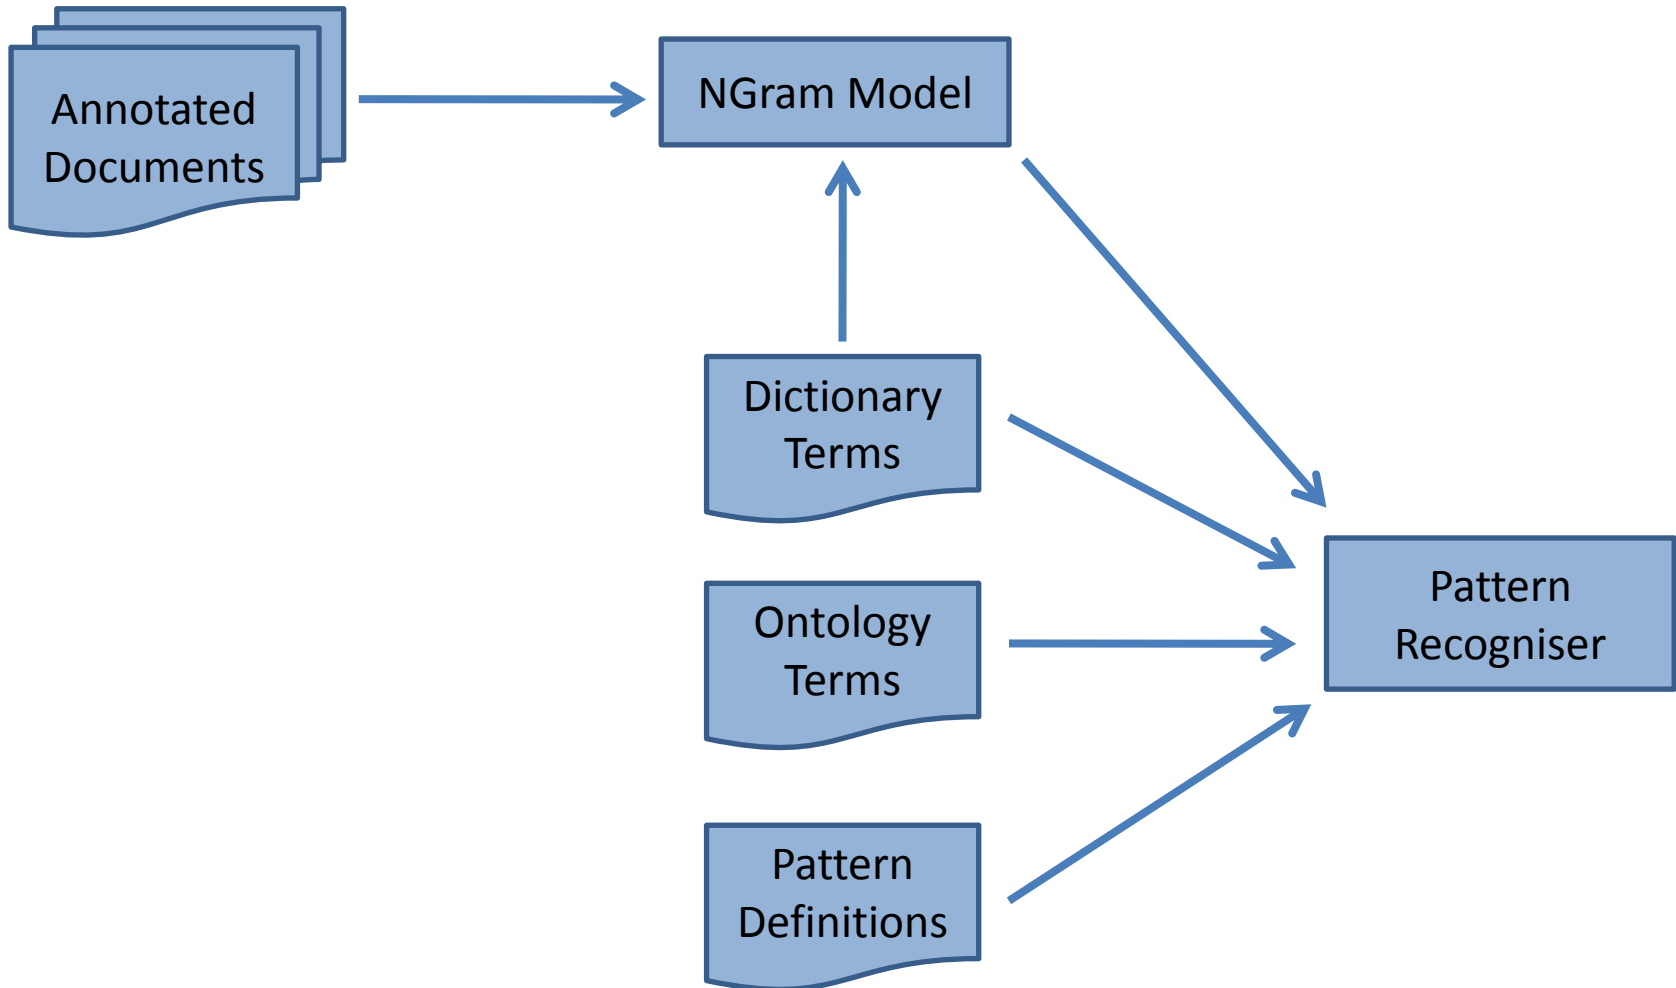 Annotated
Documents
NGram Model
Dictionary
Terms
Ontology
Terms
Pattern
Recogniser
Pattern
Definitions